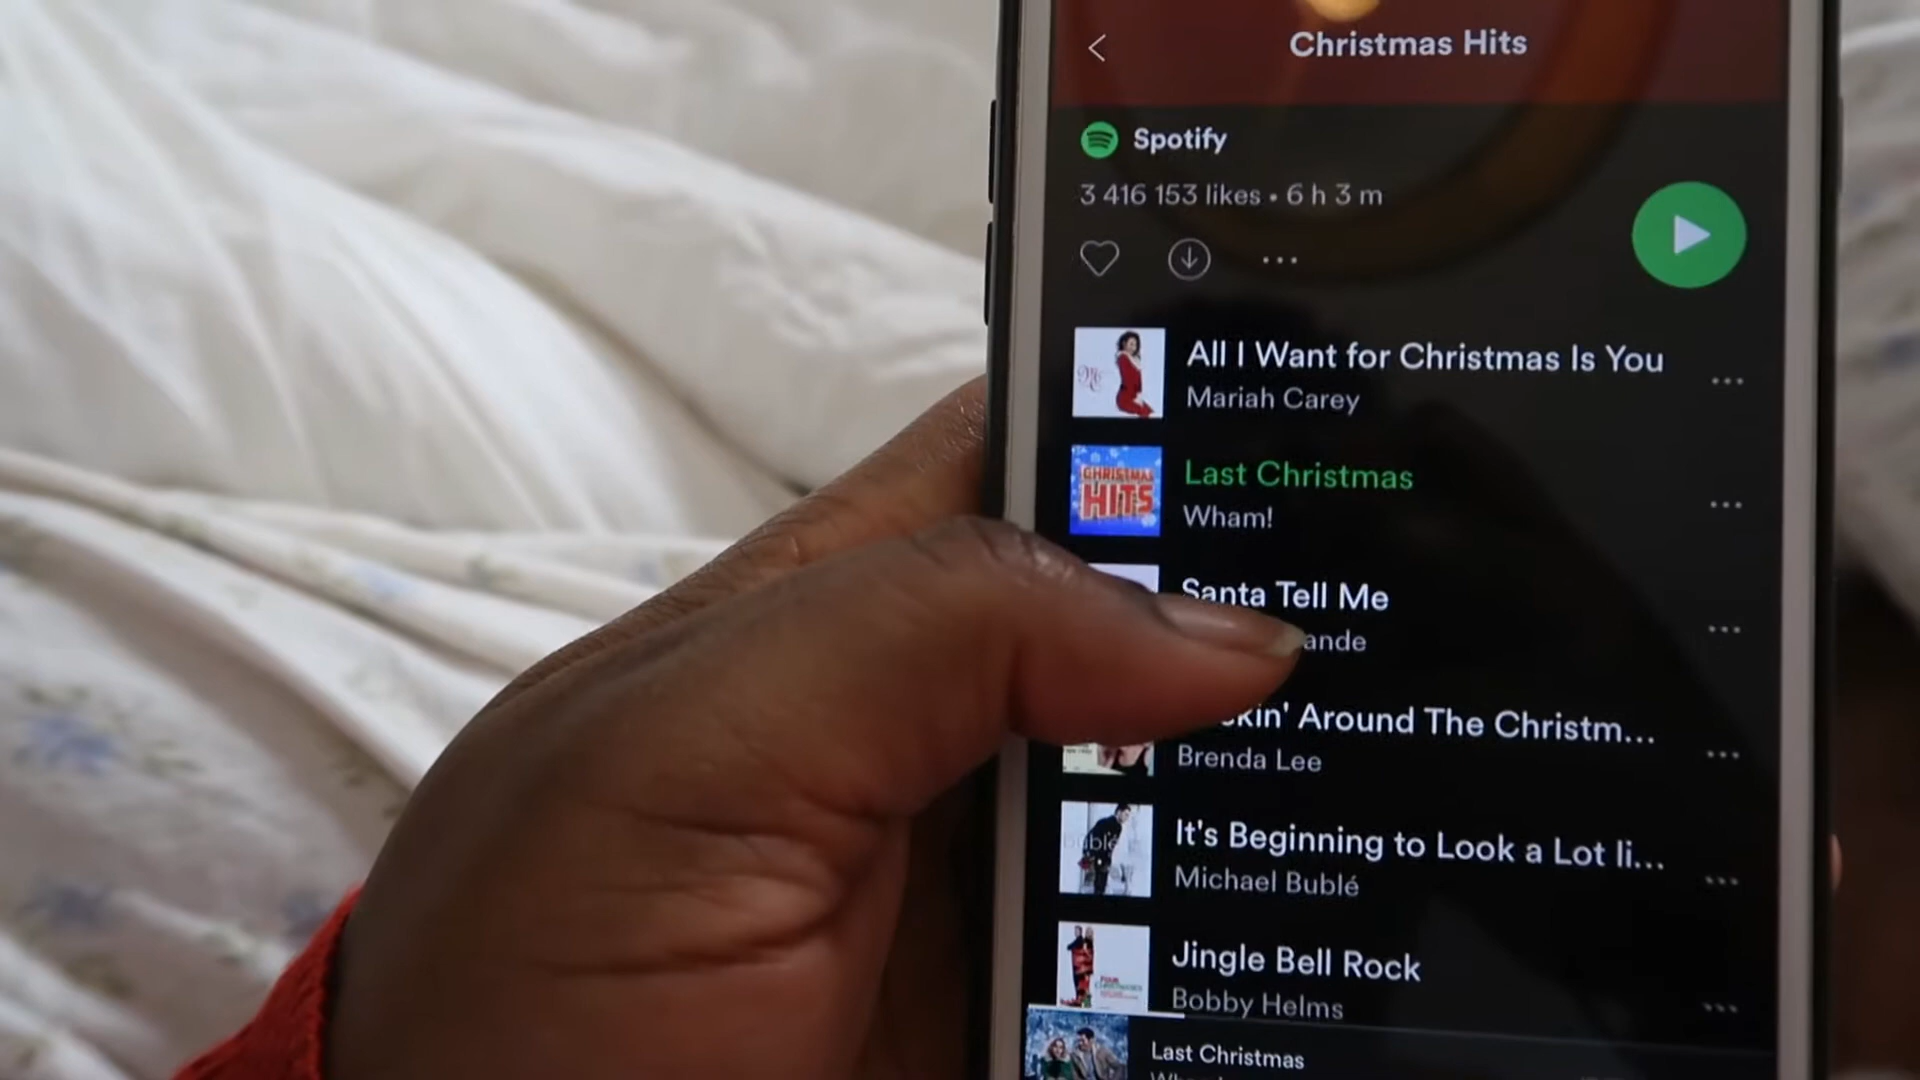 Christmas Hits
Spotify
3 416 153 likes • 6 h 3 m
All I Want for Christmas Is You
Mariah Carey
CHRISTMAS
HITS
Last Christmas
Wham!
Santa Tell Me
ande
kin' Around The Christm...
Brenda Lee
It's Beginning to Look a Lot li...
Michael Bublé
Jingle Bell Rock
Bobby Helms
Last Christmas